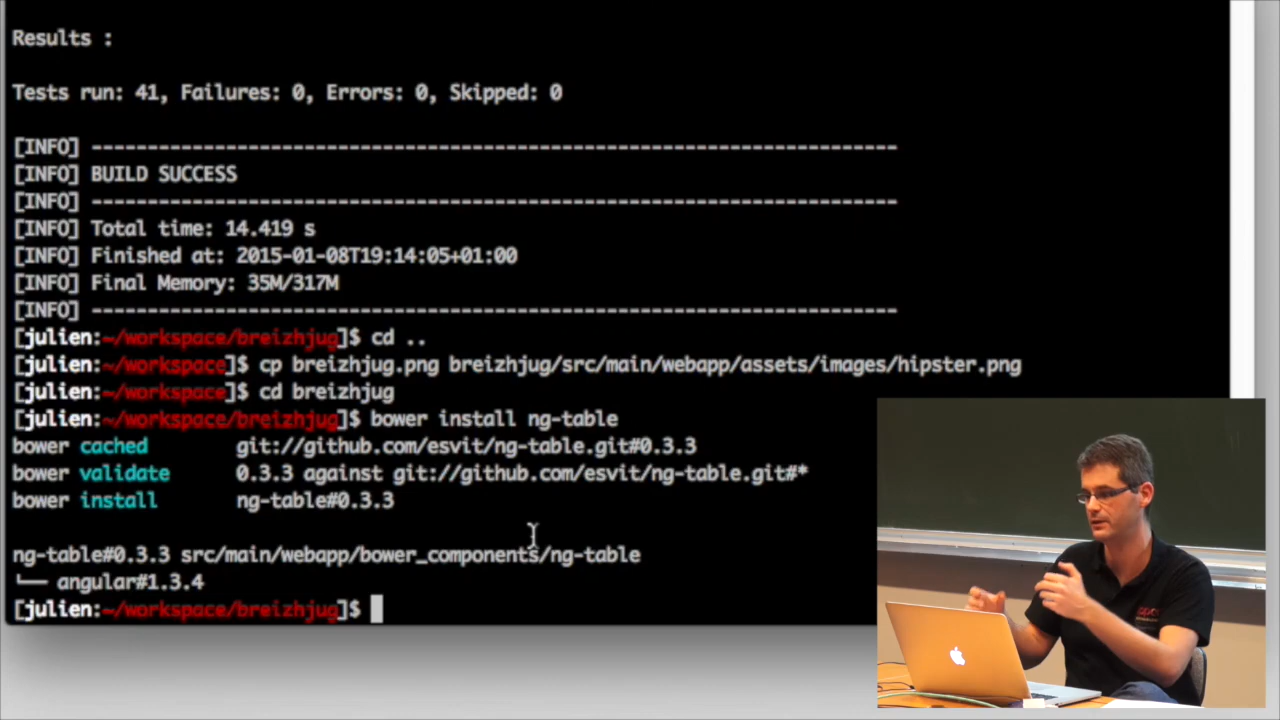 Results :
Tests run: 41, Failures: 0, Errors: 0, Skipped: 0
[INFO] ------------------------------------------------------------------------
[INFO] BUILD SUCCESS
[INFO] ------------------------------------------------------------------------
[INFO] Total time: 14.419 s
[INFO] Finished at: 2015-01-08T19:14:05+01:00
[INFO] Final Memory: 35M/317M
[INFO] ------------------------------------------------------------------------
[julien:~/workspace/breizhjug]$ cd ..
[julien:~/workspace]$ cp breizhjug.png breizhjug/src/main/webapp/assets/images/hipster.png
[julien:~/workspace]$ cd breizhjug
[julien:~/workspace/breizhjug]$ bower install ng-table
bower cached git://github.com/esvit/ng-table.git#0.3.3
bower validate 0.3.3 against git://github.com/esvit/ng-table.git#*
bower install ng-table#0.3.3
ng-table#0.3.3 src/main/webapp/bower_components/ng-table
└── angular#1.3.4
[julien:~/workspace/breizhjug]$